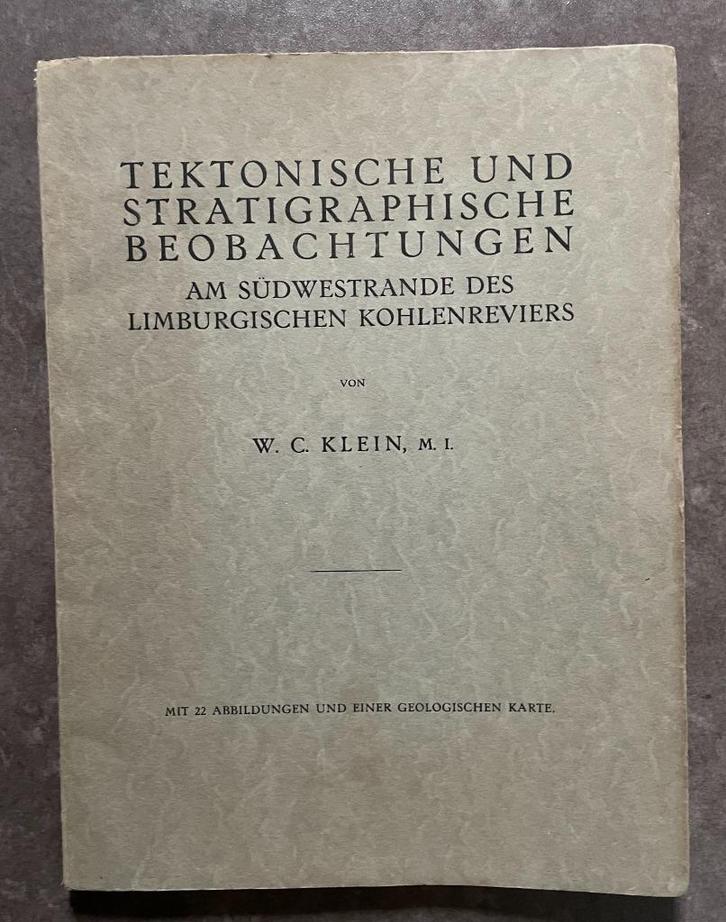 TEKTONISCHE UND
STRATIGRAPHISCHE
BEOBACHTUNGEN
AM SÜDWESTRANDE DES
LIMBURGISCHEN KOHLENREVIERS
VON
W. C. KLEIN, M. I.
MIT 22 ABBILDUNGEN UND EINER GEOLOGISCHEN KARTE.